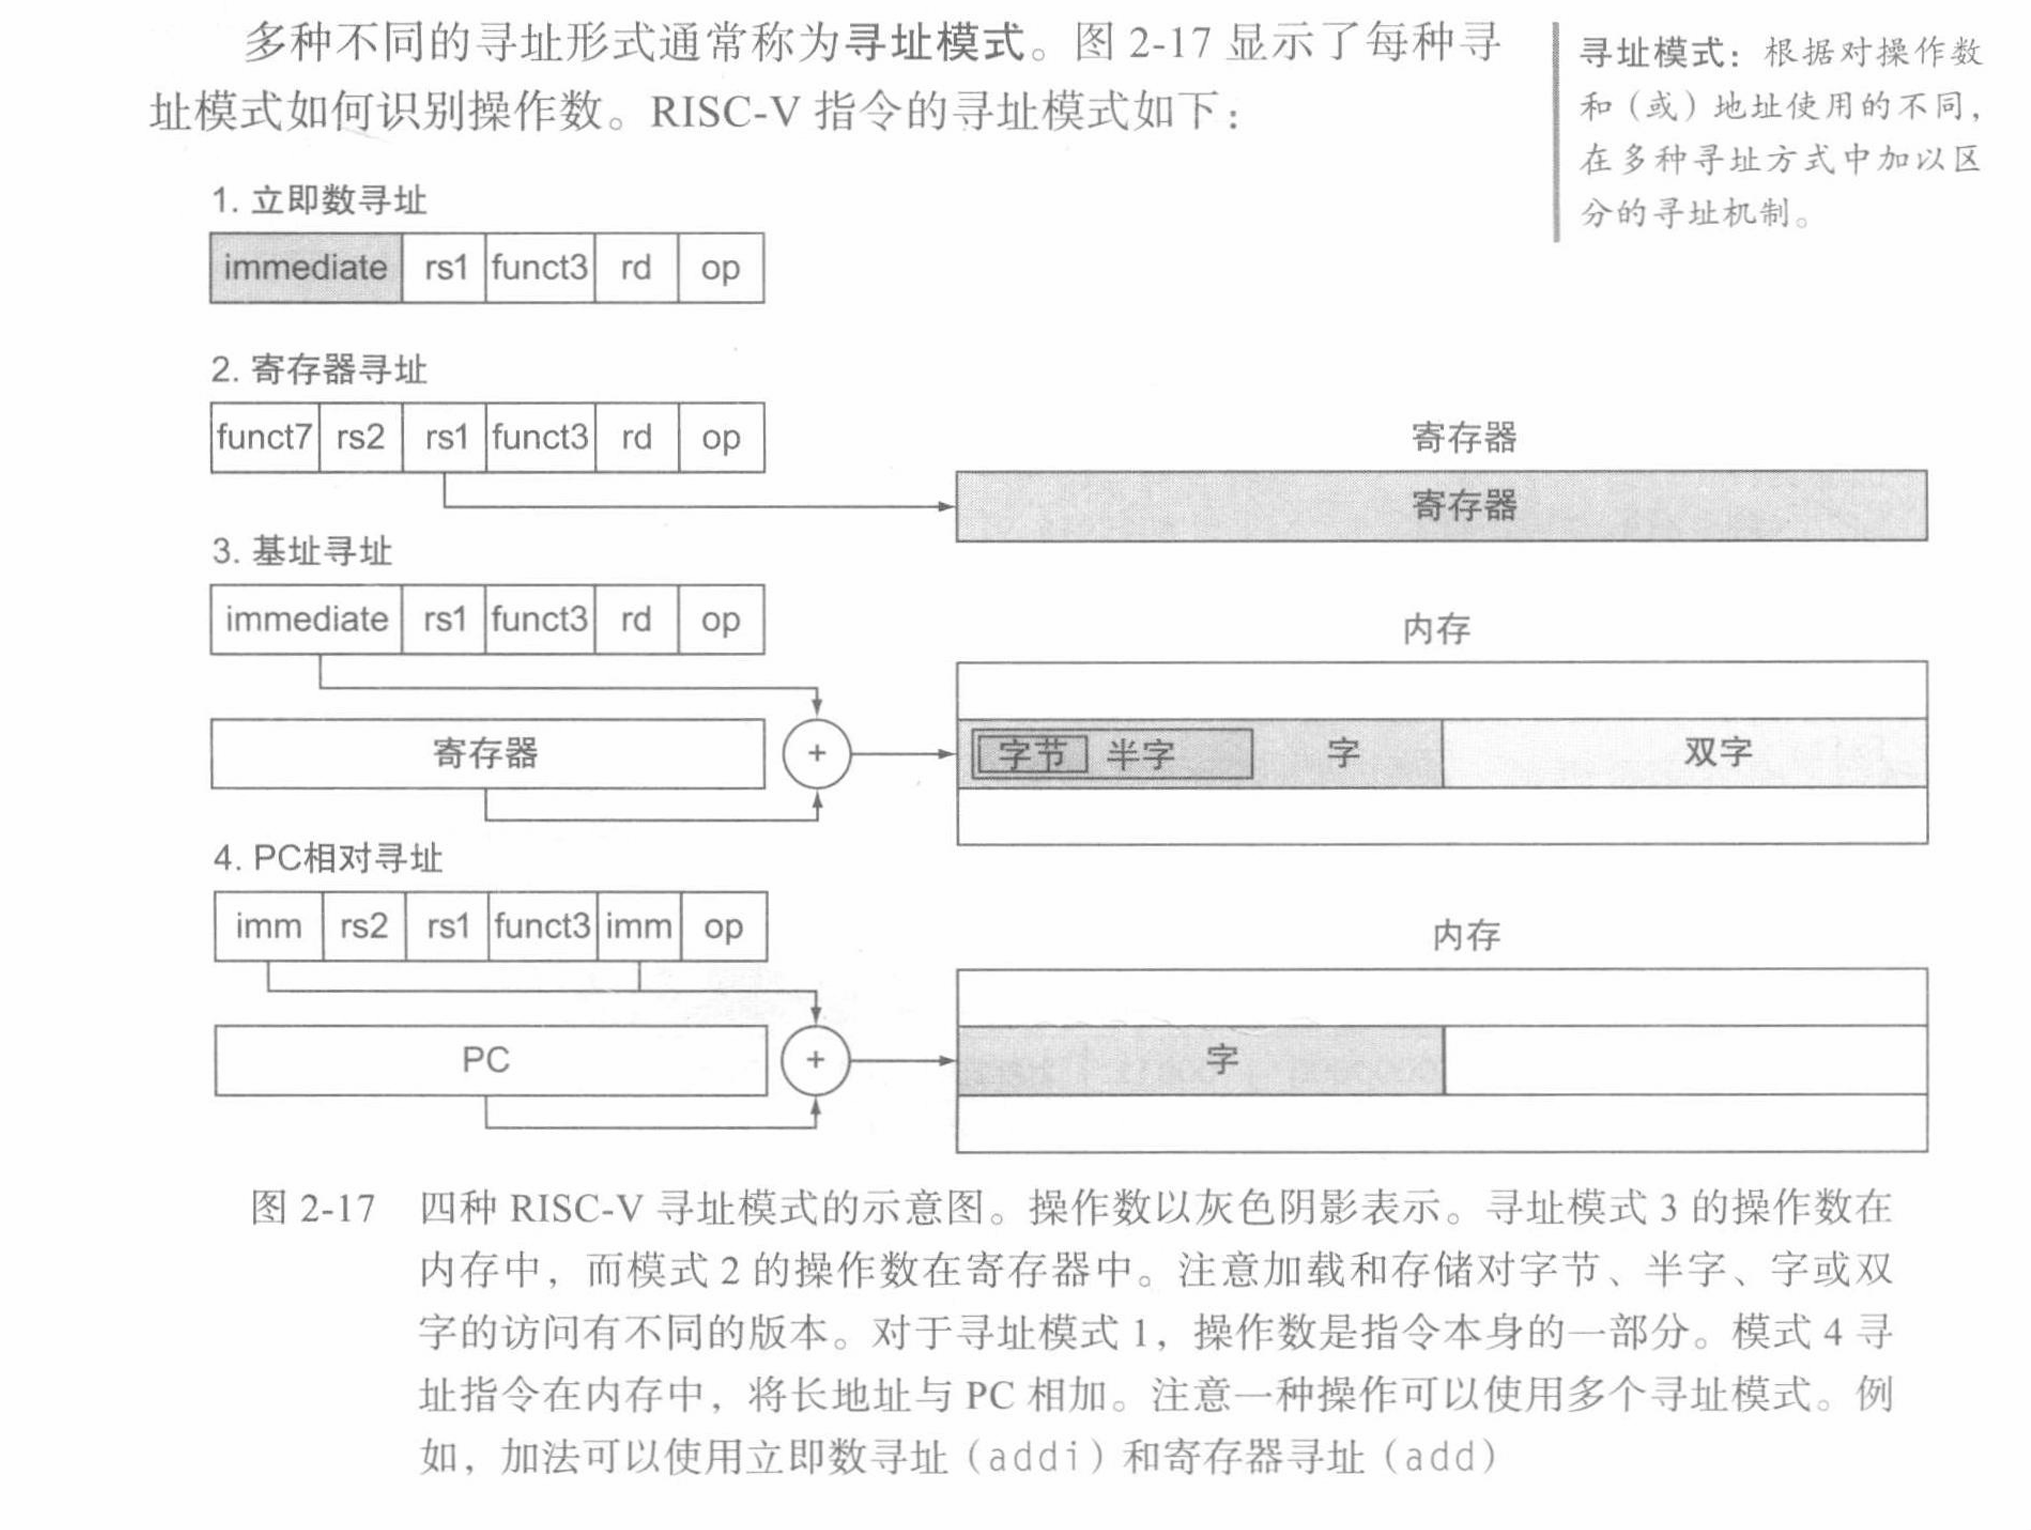 多种不同的寻址形式通常称为寻址模式。图 2-17 显示了每种寻
址模式如何识别操作数。RISC-V 指令的寻址模式如下：
寻址模式：根据对操作数
和（或）地址使用的不同，
在多种寻址方式中加以区
分的寻址机制。
1. 立即数寻址
immediate rs1 funct3 rd op
2. 寄存器寻址
funct7 rs2 rs1 funct3 rd op
寄存器
寄存器
3. 基址寻址
immediate rs1 funct3 rd op
内存
寄存器 + 字节 半字 字 双字
4. PC相对寻址
imm rs2 rs1 funct3 imm op
内存
PC + 字
图 2-17 四种 RISC-V 寻址模式的示意图。操作数以灰色阴影表示。寻址模式 3 的操作数在
内存中，而模式 2 的操作数在寄存器中。注意加载和存储对字节、半字、字或双
字的访问有不同的版本。对于寻址模式 1，操作数是指令本身的一部分。模式 4 寻
址指令在内存中，将长地址与 PC 相加。注意一种操作可以使用多个寻址模式。例
如，加法可以使用立即数寻址（addi）和寄存器寻址（add）